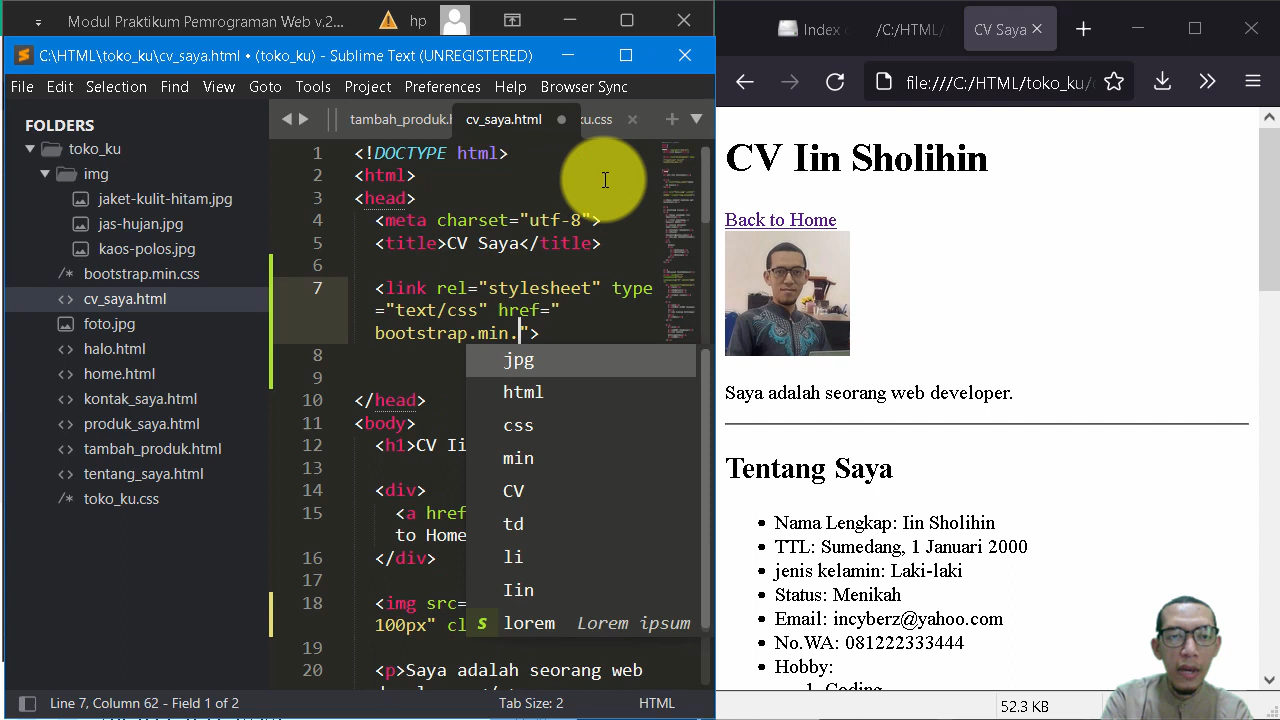 Modul Praktikum Pemrograman Web v.2...
hp
C:\HTML\toko_ku\cv_saya.html • (toko_ku) - Sublime Text (UNREGISTERED)
File Edit Selection Find View Goto Tools Project Preferences Help Browser Sync
FOLDERS
toko_ku
img
jaket-
-hitam.jpg
jas-hujan.jpg
kaos-polos.jpg
bootstrap.min.css
cv_saya.html
foto.jpg
halo.html
home.html
kontak_saya.html
produk_saya.html
tambah_produk.html
tentang_saya.html
toko_ku.css
tambah_produk.h
cv_saya.html
ku.css
1 <!DOCTYPE html>
2 <html>
3 <head>
4 <meta charset="utf-8">
5 <title>CV Saya</title>
6
7 <link rel="stylesheet" type
="text/css" href="
bootstrap.min.">
8
9
10 </head>
11 <body>
12 <h1>CV Ii
13
14 <div>
15 <a href
to Home
16 </div>
17
18 <img src=
100px" cl
19
20 <p>Saya adalah seorang web
jpg
html
css
min
CV
td
li
Iin
S lorem Lorem ipsum
Line 7, Column 62 - Field 1 of 2
Tab Size: 2
HTML
Index
/C:/HTML/
CV Saya
file:///C:/HTML/toko_ku/
CV Iin Sholihin
Back to Home
Saya adalah seorang web developer.
Tentang Saya
• Nama Lengkap: Iin Sholihin
• TTL: Sumedang, 1 Januari 2000
• jenis kelamin: Laki-laki
• Status: Menikah
• Email: incyberz@yahoo.com
• No.WA: 081222333444
• Hobby:
1. Coding
52.3 KB